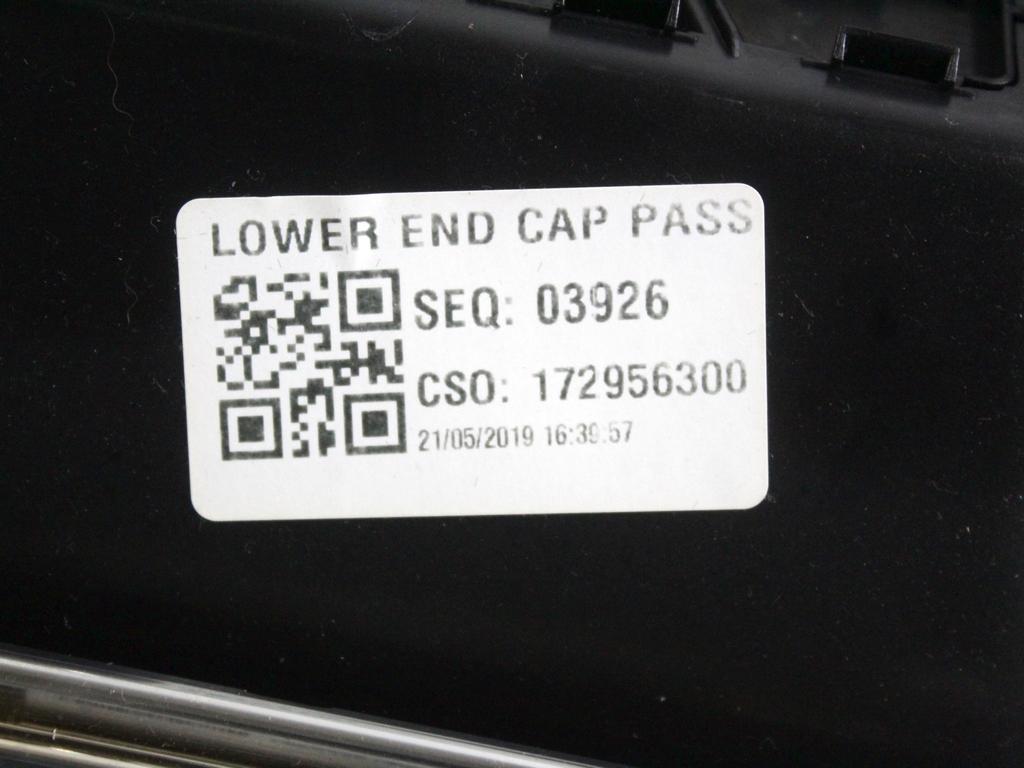 LOWER END CAP PASS
SEQ: 03926
CSO: 172956300
21/05/2019 16:39:57